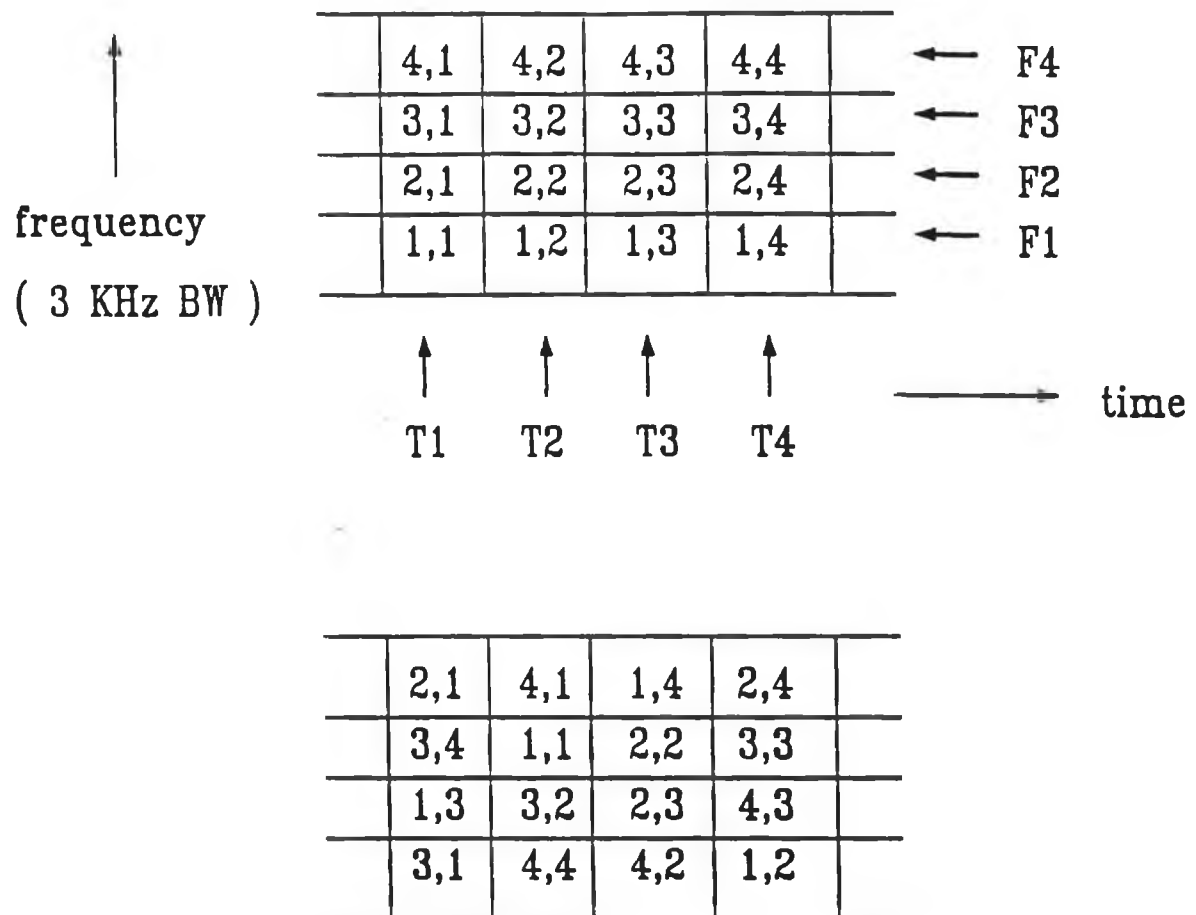 4,1 4,2 4,3 4,4 F4
3,1 3,2 3,3 3,4 F3
2,1 2,2 2,3 2,4 F2
frequency 1,1 1,2 1,3 1,4 F1
( 3 KHz BW )
T1 T2 T3 T4 time
2,1 4,1 1,4 2,4
3,4 1,1 2,2 3,3
1,3 3,2 2,3 4,3
3,1 4,4 4,2 1,2